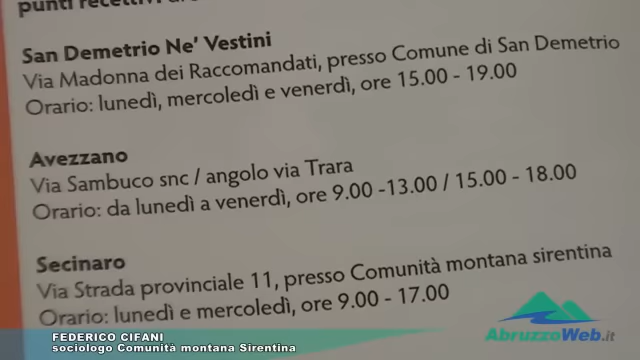 punti recettivi
San Demetrio Ne' Vestini
Via Madonna dei Raccomandati, presso Comune di San Demetrio
Orario: lunedì, mercoledì e venerdì, ore 15.00 - 19.00
Avezzano
Via Sambuco snc / angolo via Trara
Orario: da lunedì a venerdì, ore 9.00 -13.00 / 15.00 - 18.00
Secinaro
Via Strada provinciale 11, presso Comunità montana sirentina
Orario: lunedì e mercoledì, ore 9.00 - 17.00
FEDERICO CIFANI
sociologo Comunità montana Sirentina
AbruzzoWeb.it